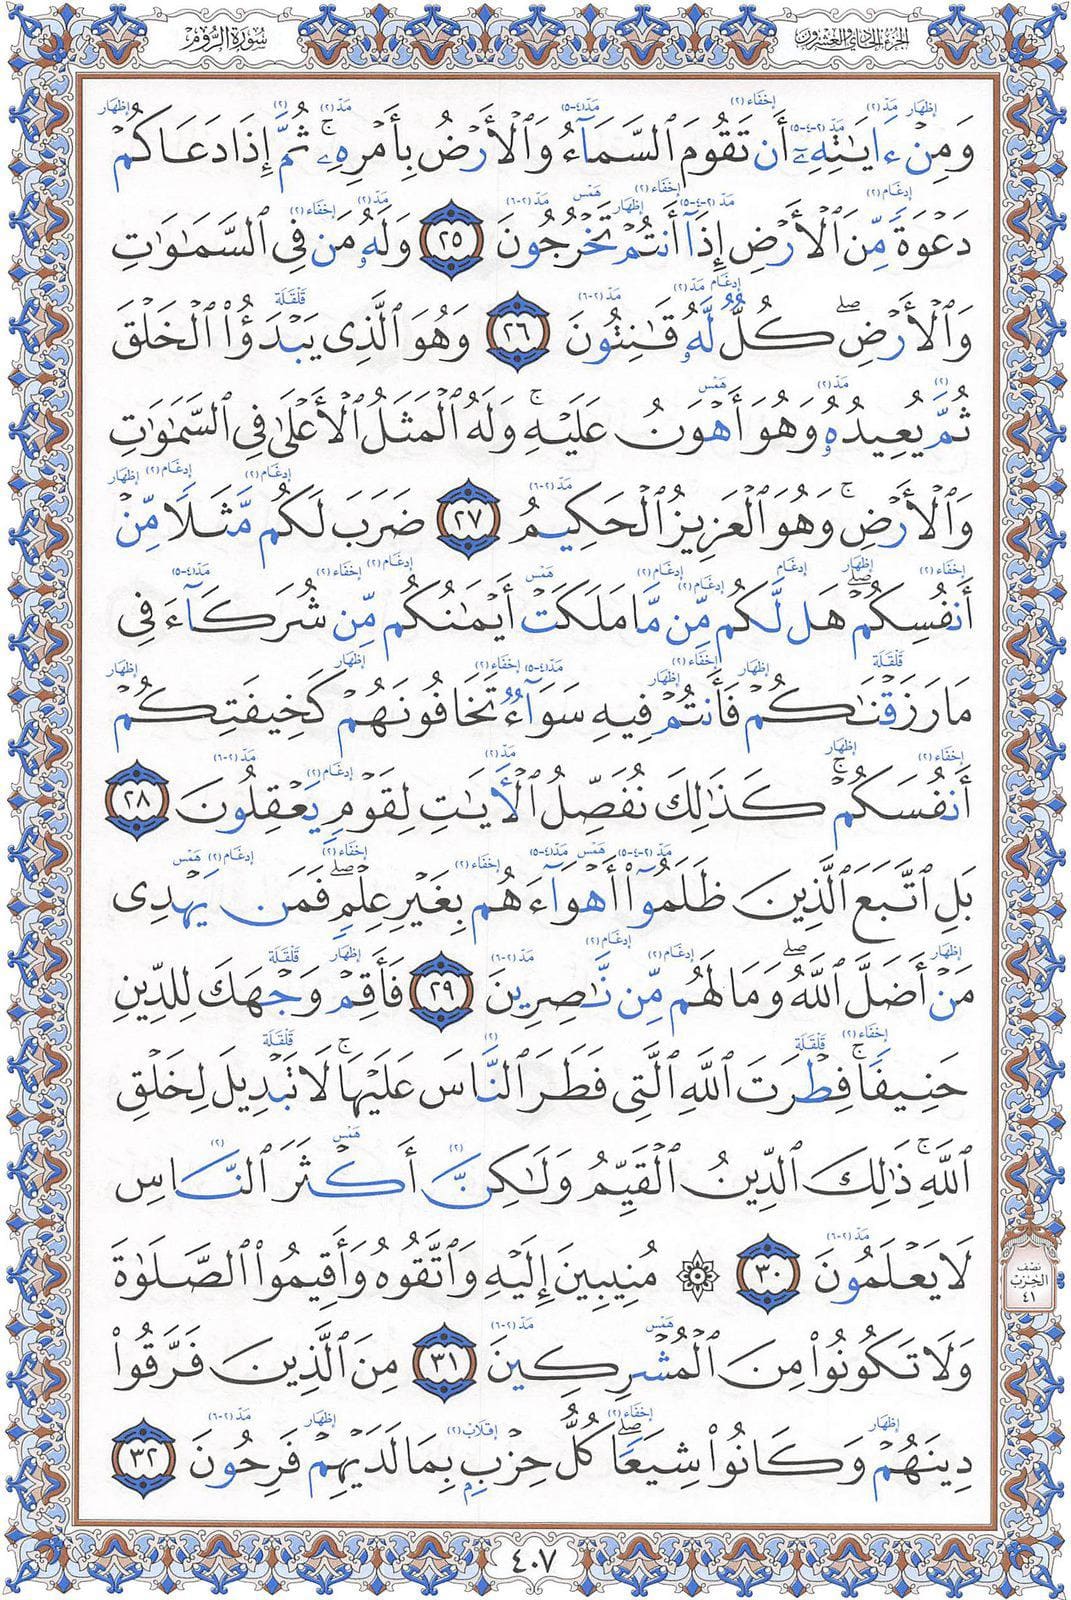 سُورَةُ الرُّومِ
الجزء الحادي والعشرون
وَمِنْ ءَايَٰتِهِۦٓ أَن تَقُومَ ٱلسَّمَآءُ وَٱلْأَرْضُ بِأَمْرِهِۦ ۚ ثُمَّ إِذَا دَعَاكُمْ
دَعْوَةً مِّنَ ٱلْأَرْضِ إِذَآ أَنتُمْ تَخْرُجُونَ ٢٥ وَلَهُۥ مَن فِى ٱلسَّمَٰوَٰتِ
وَٱلْأَرْضِ ۖ كُلٌّ لَّهُۥ قَٰنِتُونَ ٢٦ وَهُوَ ٱلَّذِى يَبْدَؤُا۟ ٱلْخَلْقَ
ثُمَّ يُعِيدُهُۥ وَهُوَ أَهْوَنُ عَلَيْهِ ۚ وَلَهُ ٱلْمَثَلُ ٱلْأَعْلَىٰ فِى ٱلسَّمَٰوَٰتِ
وَٱلْأَرْضِ ۚ وَهُوَ ٱلْعَزِيزُ ٱلْحَكِيمُ ٢٧ ضَرَبَ لَكُم مَّثَلًا مِّنْ
أَنفُسِكُمْ ۖ هَل لَّكُم مِّن مَّا مَلَكَتْ أَيْمَٰنُكُم مِّن شُرَكَآءَ فِى
مَا رَزَقْنَٰكُمْ فَأَنتُمْ فِيهِ سَوَآءٌ تَخَافُونَهُمْ كَخِيفَتِكُمْ
أَنفُسَكُمْ ۚ كَذَٰلِكَ نُفَصِّلُ ٱلْءَايَٰتِ لِقَوْمٍ يَعْقِلُونَ ٢٨
بَلِ ٱتَّبَعَ ٱلَّذِينَ ظَلَمُوٓا۟ أَهْوَآءَهُم بِغَيْرِ عِلْمٍ ۖ فَمَن يَهْدِى
مَنْ أَضَلَّ ٱللَّهُ ۖ وَمَا لَهُم مِّن نَّٰصِرِينَ ٢٩ فَأَقِمْ وَجْهَكَ لِلدِّينِ
حَنِيفًا ۚ فِطْرَتَ ٱللَّهِ ٱلَّتِى فَطَرَ ٱلنَّاسَ عَلَيْهَا ۚ لَا تَبْدِيلَ لِخَلْقِ
ٱللَّهِ ۚ ذَٰلِكَ ٱلدِّينُ ٱلْقَيِّمُ وَلَٰكِنَّ أَكْثَرَ ٱلنَّاسِ
لَا يَعْلَمُونَ ٣٠ ۞ مُنِيبِينَ إِلَيْهِ وَٱتَّقُوهُ وَأَقِيمُوا۟ ٱلصَّلَوٰةَ
وَلَا تَكُونُوا۟ مِنَ ٱلْمُشْرِكِينَ ٣١ مِنَ ٱلَّذِينَ فَرَّقُوا۟
دِينَهُمْ وَكَانُوا۟ شِيَعًا ۖ كُلُّ حِزْبٍۭ بِمَا لَدَيْهِمْ فَرِحُونَ ٣٢
نصف
الحزب
٤١
٤٠٧